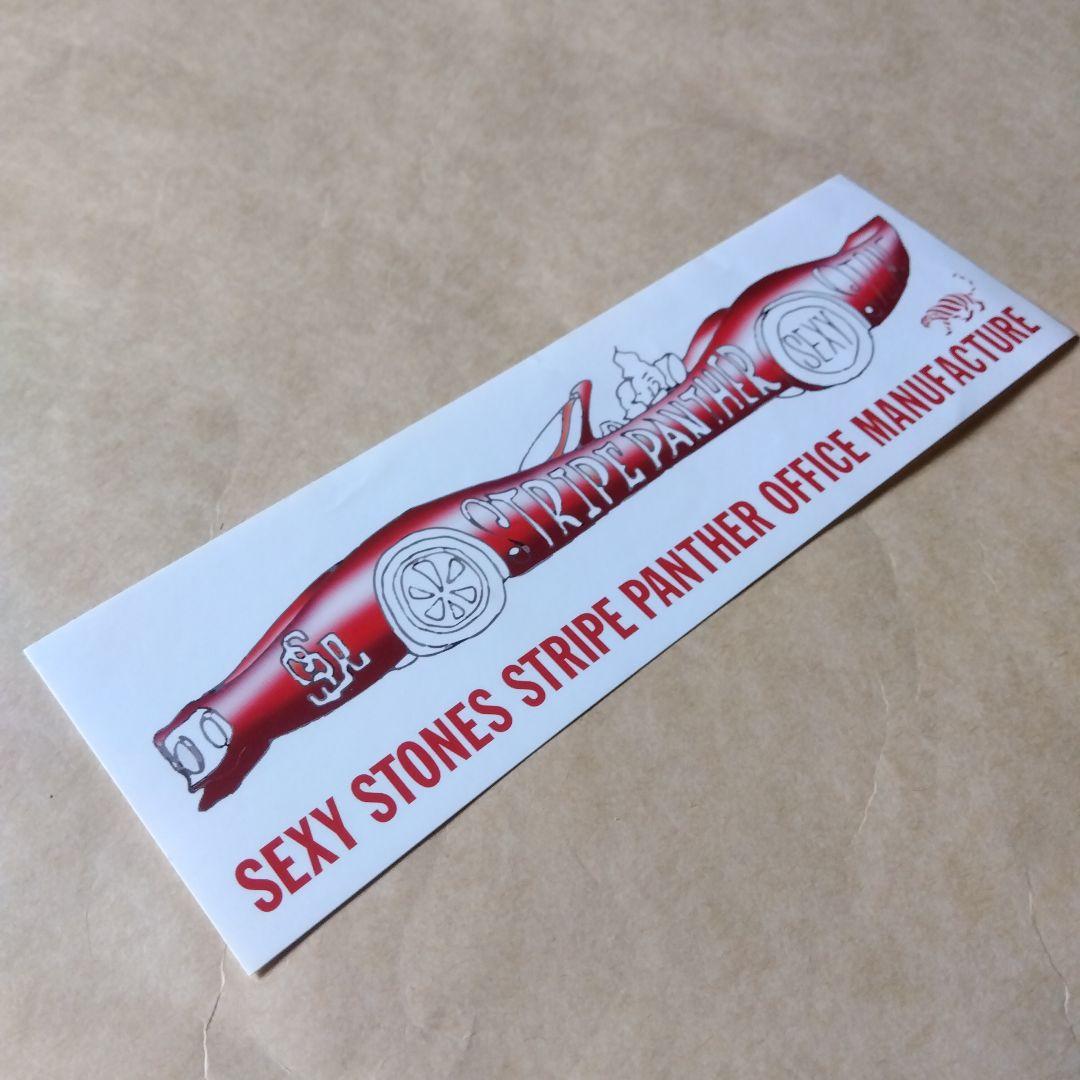 STRIPE PANTHER
SEXY
SEXY STONES STRIPE PANTHER OFFICE MANUFACTURE